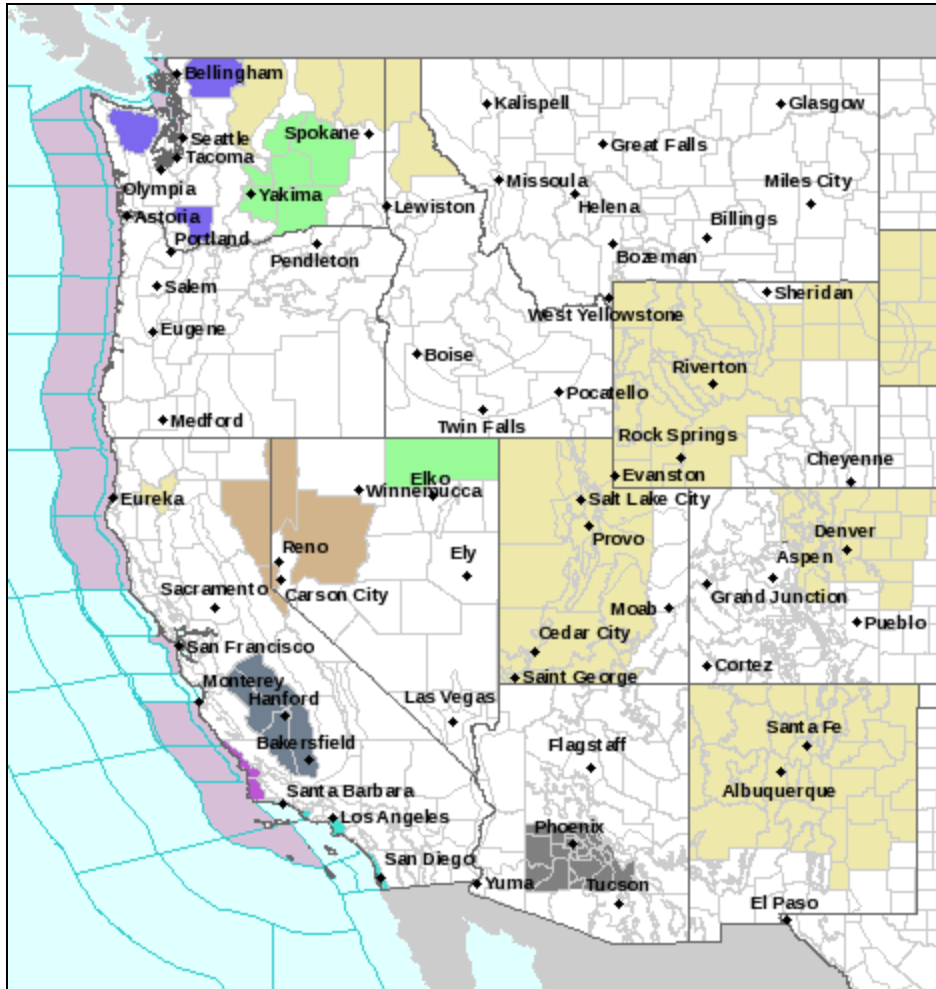 Bellingham
Kalispell
Glasgow
Spokane
Seattle
Great Falls
Tacoma
Missoula
Miles City
Olympia
Yakima
Helena
Lewiston
Astoria
Billings
Portland
Pendleton
Bozeman
Salem
Sheridan
West Yellowstone
Eugene
Boise
Riverton
Pocatello
Medford
Twin Falls
Rock Springs
Cheyenne
Elko
Evanston
Winnemucca
Eureka
Salt Lake City
Denver
Provo
Reno
Ely
Aspen
Sacramento
Carson City
Grand Junction
Moab
Pueblo
Cedar City
San Francisco
Cortez
Saint George
Monterey
Hanford
Las Vegas
Santa Fe
Bakersfield
Flagstaff
Santa Barbara
Albuquerque
Los Angeles
Phoenix
San Diego
Yuma
Tucson
El Paso